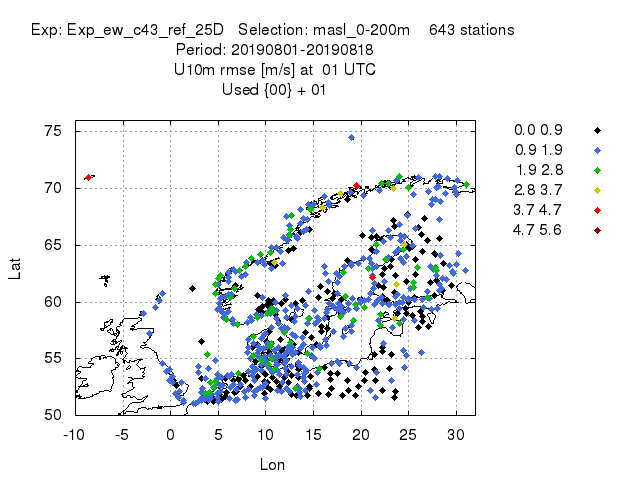 Exp: Exp_ew_c43_ref_25D   Selection: masl_0-200m    643 stations
Period: 20190801-20190818
U10m rmse [m/s] at  01 UTC
Used {00} + 01
0.0 0.9
0.9 1.9
1.9 2.8
2.8 3.7
3.7 4.7
4.7 5.6
75
70
65
60
55
50
Lat
-10 -5 0 5 10 15 20 25 30
Lon